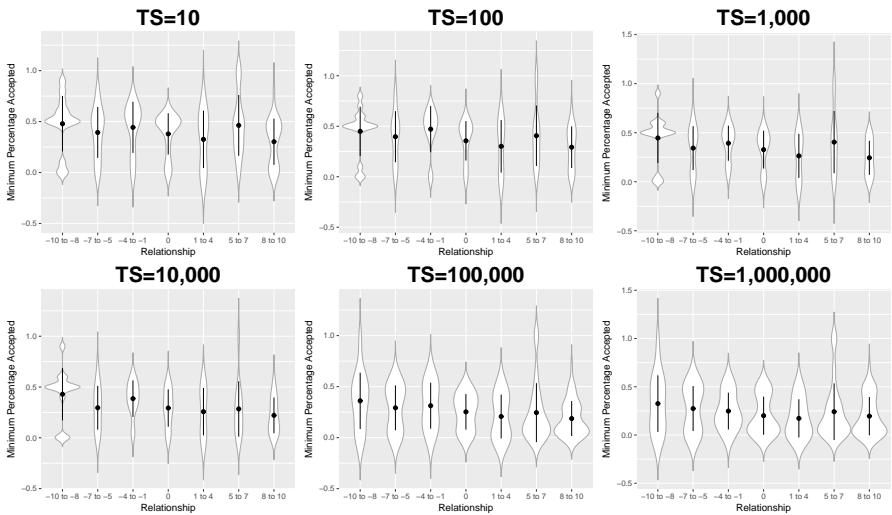 TS=10
TS=100
TS=1,000
Minimum Percentage Accepted
1.0
0.5
0.0
−0.5
−10 to −8 −7 to −5 −4 to −1 0 1 to 4 5 to 7 8 to 10
Relationship
Minimum Percentage Accepted
1.0
0.5
0.0
−0.5
−10 to −8 −7 to −5 −4 to −1 0 1 to 4 5 to 7 8 to 10
Relationship
Minimum Percentage Accepted
1.5
1.0
0.5
0.0
−0.5
−10 to −8 −7 to −5 −4 to −1 0 1 to 4 5 to 7 8 to 10
Relationship
TS=10,000
TS=100,000
TS=1,000,000
Minimum Percentage Accepted
1.0
0.5
0.0
−0.5
−10 to −8 −7 to −5 −4 to −1 0 1 to 4 5 to 7 8 to 10
Relationship
Minimum Percentage Accepted
1.0
0.5
0.0
−0.5
−10 to −8 −7 to −5 −4 to −1 0 1 to 4 5 to 7 8 to 10
Relationship
Minimum Percentage Accepted
1.5
1.0
0.5
0.0
−0.5
−10 to −8 −7 to −5 −4 to −1 0 1 to 4 5 to 7 8 to 10
Relationship